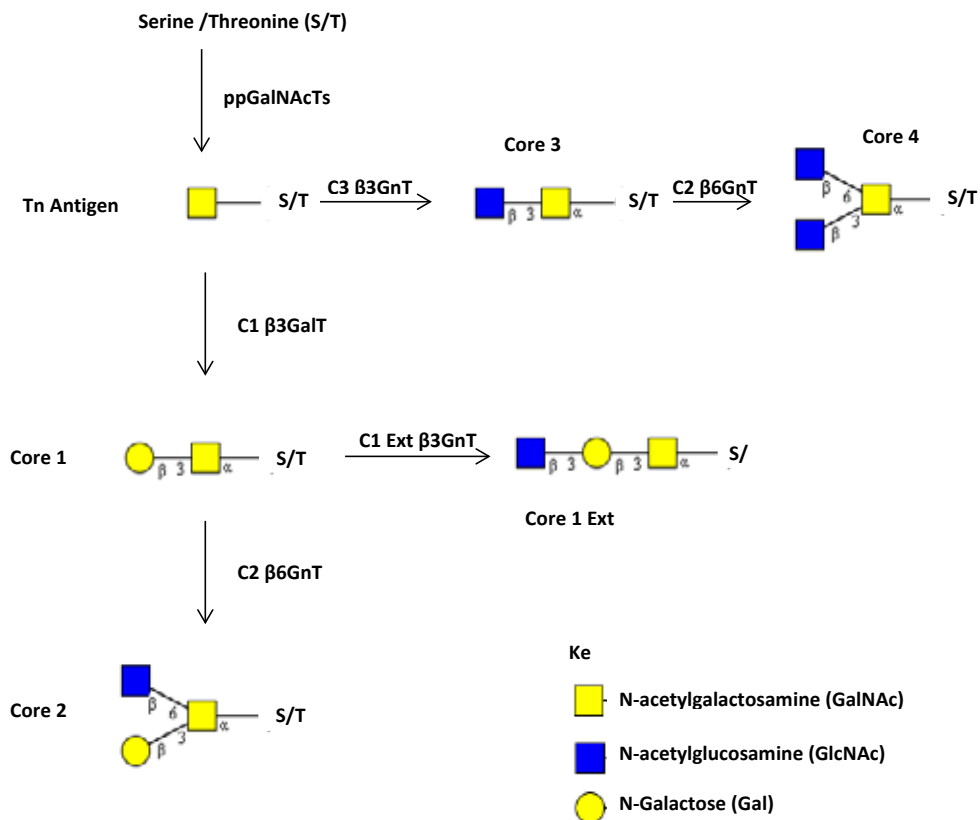 Serine /Threonine (S/T)
ppGalNAcTs
Core 3
Core 4
Tn Antigen
S/T
C3 β3GnT
β 3 α
S/T
C2 β6GnT
β 6
β 3
α
S/T
C1 β3GalT
Core 1
β 3 α
S/T
C1 Ext β3GnT
β 3 β 3 α
S/
Core 1 Ext
C2 β6GnT
Core 2
β 6
β 3
α
S/T
Ke
N-acetylgalactosamine (GalNAc)
N-acetylglucosamine (GlcNAc)
N-Galactose (Gal)